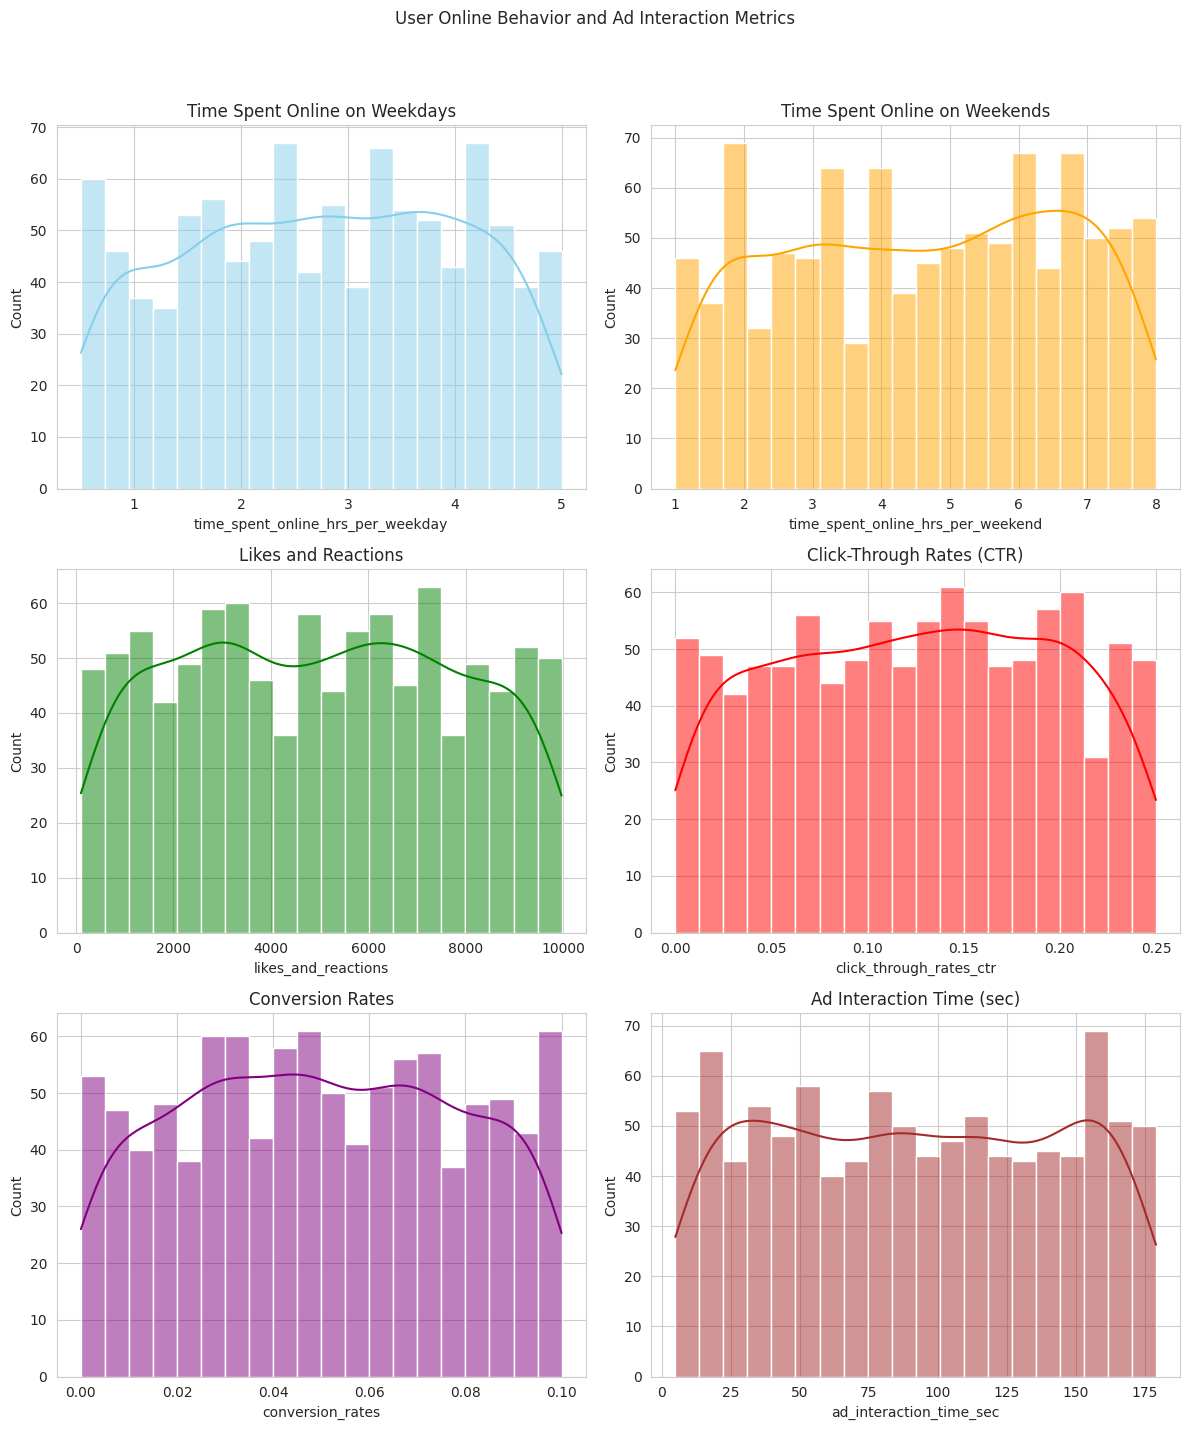 User Online Behavior and Ad Interaction Metrics
Time Spent Online on Weekdays
70
60
50
40
30
20
10
0
Count
1 2 3 4 5
time_spent_online_hrs_per_weekday
Time Spent Online on Weekends
70
60
50
40
30
20
10
0
Count
1 2 3 4 5 6 7 8
time_spent_online_hrs_per_weekend
Likes and Reactions
60
50
40
30
20
10
0
Count
0 2000 4000 6000 8000 10000
likes_and_reactions
Click-Through Rates (CTR)
60
50
40
30
20
10
0
Count
0.00 0.05 0.10 0.15 0.20 0.25
click_through_rates_ctr
Conversion Rates
60
50
40
30
20
10
0
Count
0.00 0.02 0.04 0.06 0.08 0.10
conversion_rates
Ad Interaction Time (sec)
70
60
50
40
30
20
10
0
Count
0 25 50 75 100 125 150 175
ad_interaction_time_sec